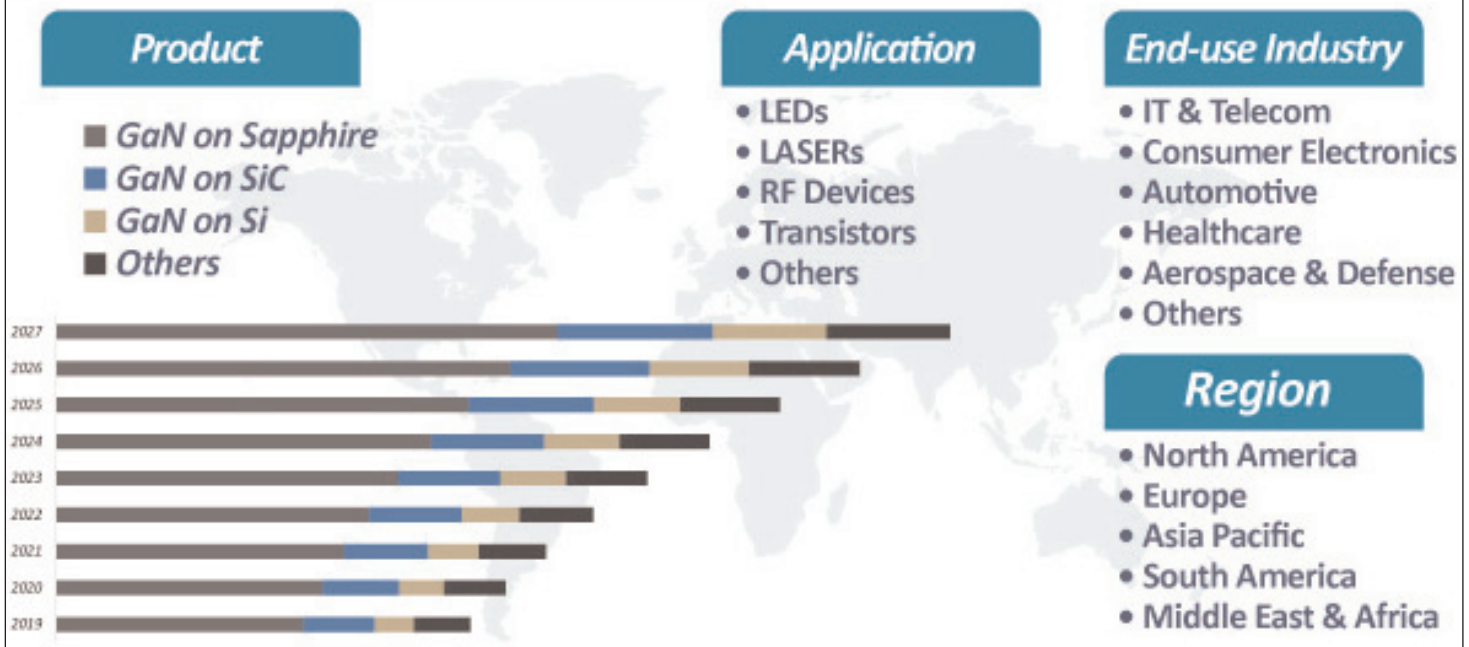 Product
GaN on Sapphire
GaN on SiC
GaN on Si
Others
Application
• LEDs
• LASERs
• RF Devices
• Transistors
• Others
End-use Industry
• IT & Telecom
• Consumer Electronics
• Automotive
• Healthcare
• Aerospace & Defense
• Others
Region
• North America
• Europe
• Asia Pacific
• South America
• Middle East & Africa
2027
2026
2025
2024
2023
2022
2021
2020
2019